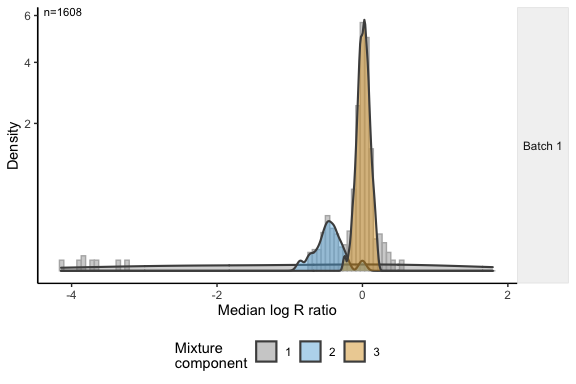 n=1608
6
4
2
Density
Batch 1
-4
-2
0
2
Median log R ratio
Mixture
component
1
2
3